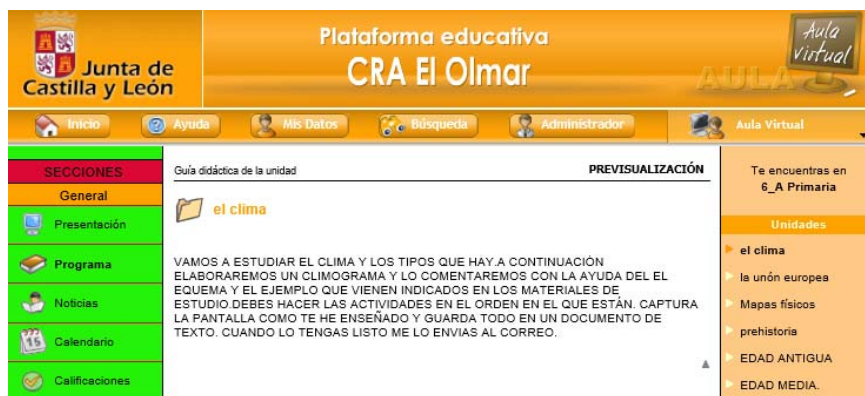 Junta de
Castilla y León
Plataforma educativa
CRA El Olmar
AULA
Aula
virtual
Inicio
Ayuda
Mis Datos
Búsqueda
Administrador
Aula Virtual
SECCIONES
General
Presentación
Programa
Noticias
15
Calendario
Calificaciones
Guía didáctica de la unidad
PREVISUALIZACIÓN
el clima
VAMOS A ESTUDIAR EL CLIMA Y LOS TIPOS QUE HAY.A CONTINUACIÓN
ELABORAREMOS UN CLIMOGRAMA Y LO COMENTAREMOS CON LA AYUDA DEL EL
EQUEMA Y EL EJEMPLO QUE VIENEN INDICADOS EN LOS MATERIALES DE
ESTUDIO.DEBES HACER LAS ACTIVIDADES EN EL ORDEN EN EL QUE ESTÁN. CAPTURA
LA PANTALLA COMO TE HE ENSEÑADO Y GUARDA TODO EN UN DOCUMENTO DE
TEXTO. CUANDO LO TENGAS LISTO ME LO ENVIAS AL CORREO.
Te encuentras en
6_A Primaria
Unidades
el clima
la unón europea
Mapas físicos
prehistoria
EDAD ANTIGUA
EDAD MEDIA.